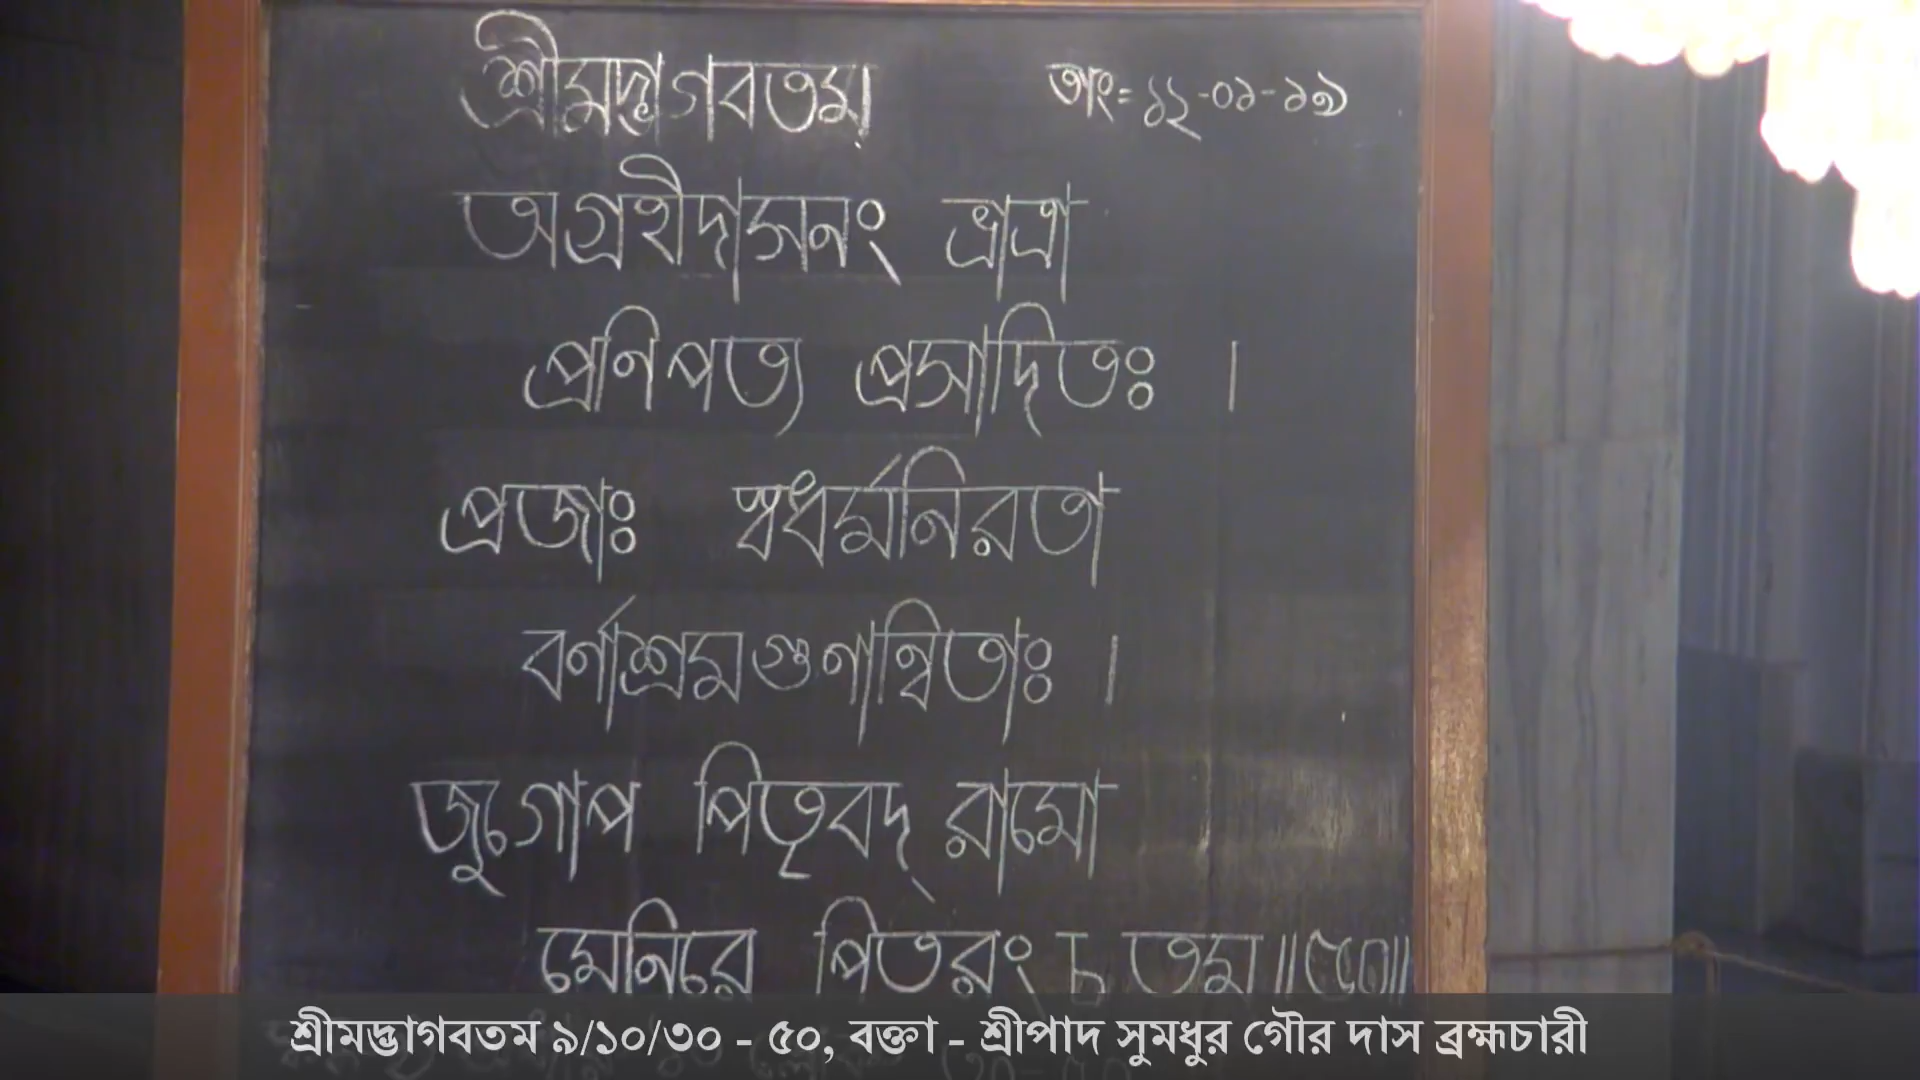 শ্রীমদ্ভাগবতম্
তাং= ১২-০১-১৯
অগ্রহীদাসনং ভ্রাত্রা
প্রণিপত্য প্রসাদিতঃ ।
প্রজাঃ স্বধর্মনিরতা
বর্ণাশ্রমগুণান্বিতাঃ ।
জুগোপ পিতৃবদ্ রামো
মেনিরে পিতরং চ তম্ ॥৫০॥
শ্রীমদ্ভাগবতম ৯/১০/৩০ - ৫০, বক্তা - শ্রীপাদ সুমধুর গৌর দাস ব্রহ্মচারী